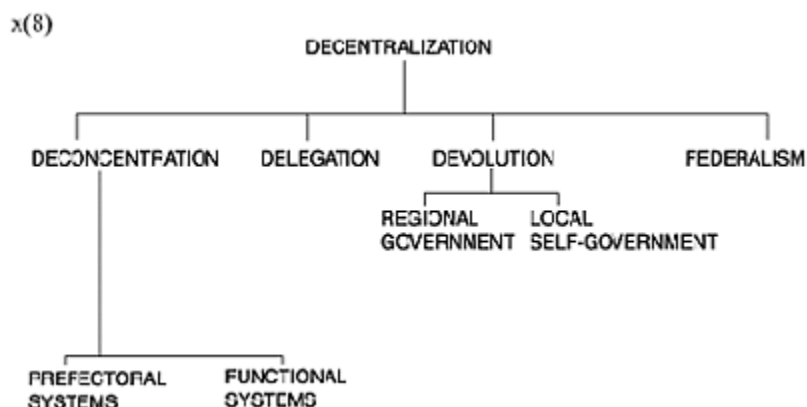 x(8)
DECENTRALIZATION
DECONCENTRATION DELEGATION DEVOLUTION FEDERALISM
REGIONAL LOCAL
GOVERNMENT SELF-GOVERNMENT
PREFECTORAL FUNCTIONAL
SYSTEMS SYSTEMS